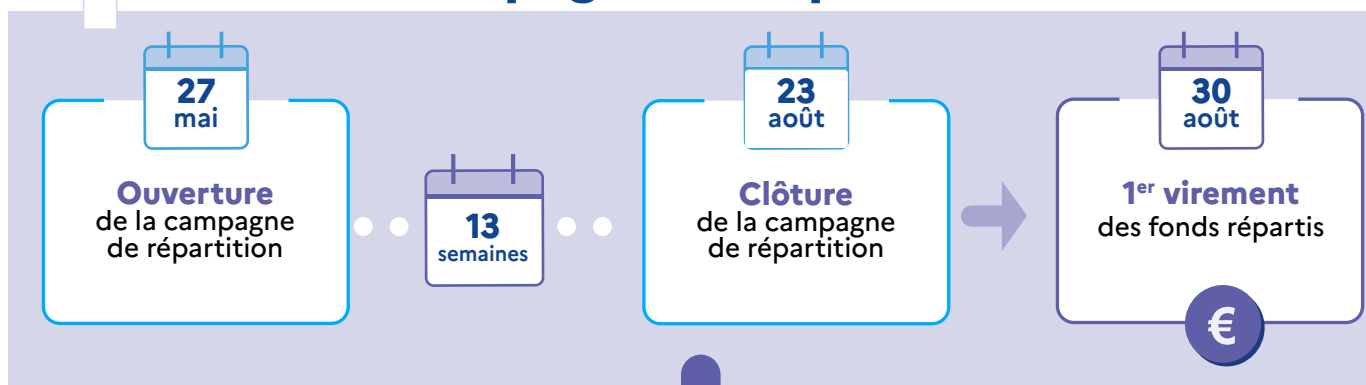 27
mai
Ouverture
de la campagne
de répartition
13
semaines
23
août
Clôture
de la campagne
de répartition
30
août
1er virement
des fonds répartis
€